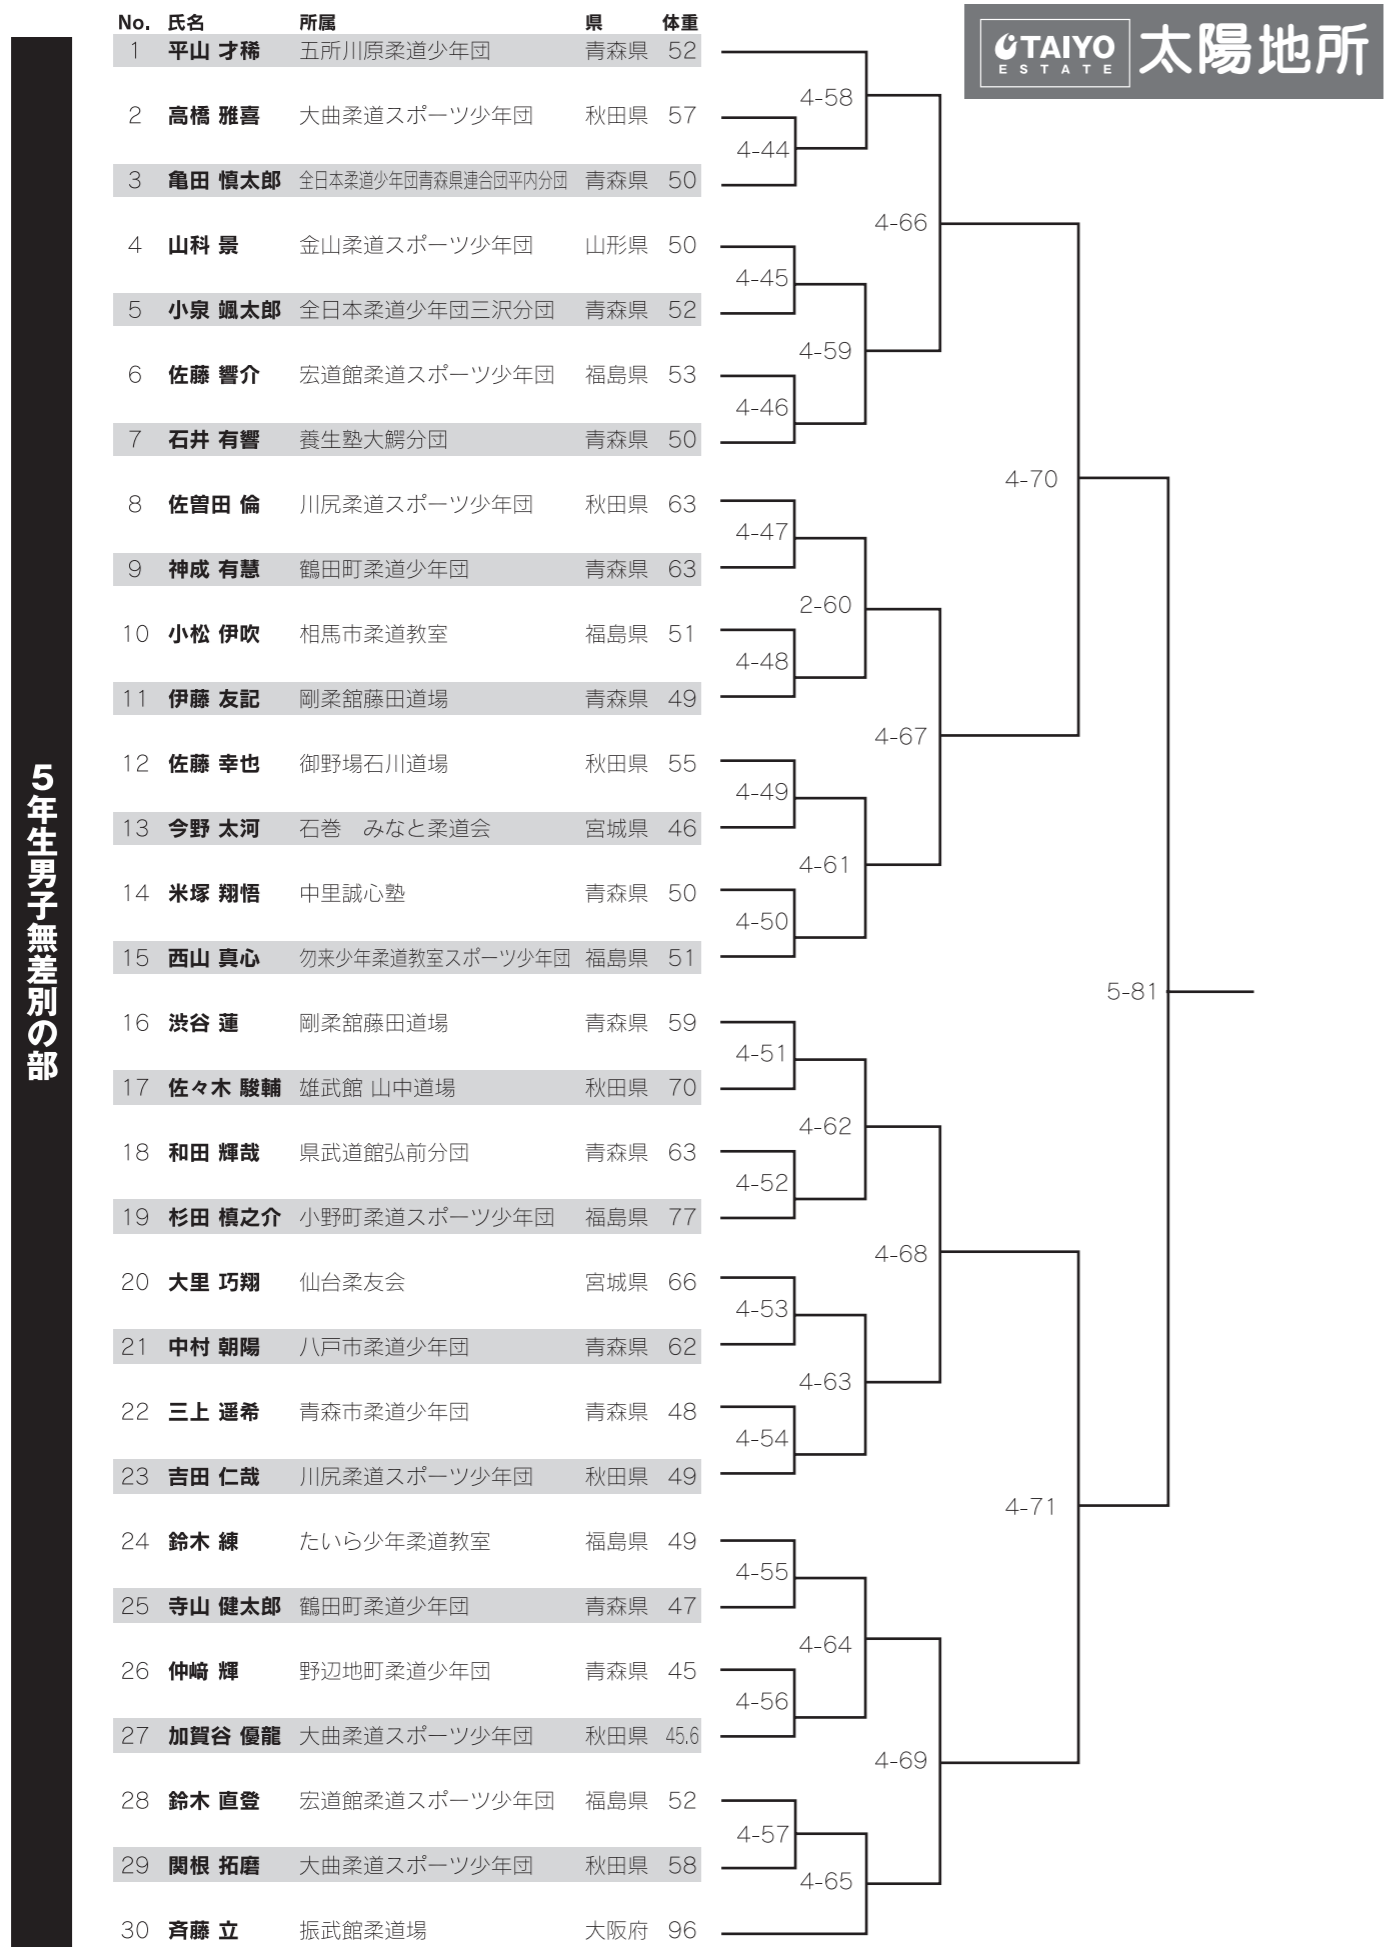 TAIYO
ESTATE
太陽地所
5年生男子無差別の部
No. 氏名 所属 県 体重
1 平山 才稀 五所川原柔道少年団 青森県 52
2 高橋 雅喜 大曲柔道スポーツ少年団 秋田県 57
3 亀田 慎太郎 全日本柔道少年団青森県連合団平内分団 青森県 50
4 山科 景 金山柔道スポーツ少年団 山形県 50
5 小泉 颯太郎 全日本柔道少年団三沢分団 青森県 52
6 佐藤 響介 宏道館柔道スポーツ少年団 福島県 53
7 石井 有響 養生塾大鰐分団 青森県 50
8 佐曽田 倫 川尻柔道スポーツ少年団 秋田県 63
9 神成 有慧 鶴田町柔道少年団 青森県 63
10 小松 伊吹 相馬市柔道教室 福島県 51
11 伊藤 友記 剛柔舘藤田道場 青森県 49
12 佐藤 幸也 御野場石川道場 秋田県 55
13 今野 太河 石巻　みなと柔道会 宮城県 46
14 米塚 翔悟 中里誠心塾 青森県 50
15 西山 真心 勿来少年柔道教室スポーツ少年団 福島県 51
16 渋谷 蓮 剛柔舘藤田道場 青森県 59
17 佐々木 駿輔 雄武館 山中道場 秋田県 70
18 和田 輝哉 県武道館弘前分団 青森県 63
19 杉田 槙之介 小野町柔道スポーツ少年団 福島県 77
20 大里 巧翔 仙台柔友会 宮城県 66
21 中村 朝陽 八戸市柔道少年団 青森県 62
22 三上 遥希 青森市柔道少年団 青森県 48
23 吉田 仁哉 川尻柔道スポーツ少年団 秋田県 49
24 鈴木 練 たいら少年柔道教室 福島県 49
25 寺山 健太郎 鶴田町柔道少年団 青森県 47
26 仲﨑 輝 野辺地町柔道少年団 青森県 45
27 加賀谷 優龍 大曲柔道スポーツ少年団 秋田県 45.6
28 鈴木 直登 宏道館柔道スポーツ少年団 福島県 52
29 関根 拓磨 大曲柔道スポーツ少年団 秋田県 58
30 斉藤 立 振武館柔道場 大阪府 96
4-44
4-45
4-46
4-47
4-48
4-49
4-50
4-51
4-52
4-53
4-54
4-55
4-56
4-57
4-58
4-59
2-60
4-61
4-62
4-63
4-64
4-65
4-66
4-67
4-68
4-69
4-70
4-71
5-81